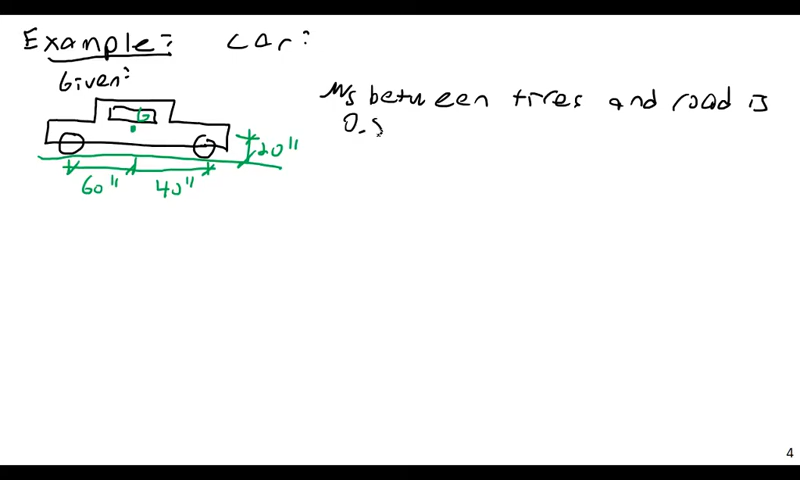 Example: car:
Given:
μs between tires and road is
0.5
G
20"
60" 40"
4